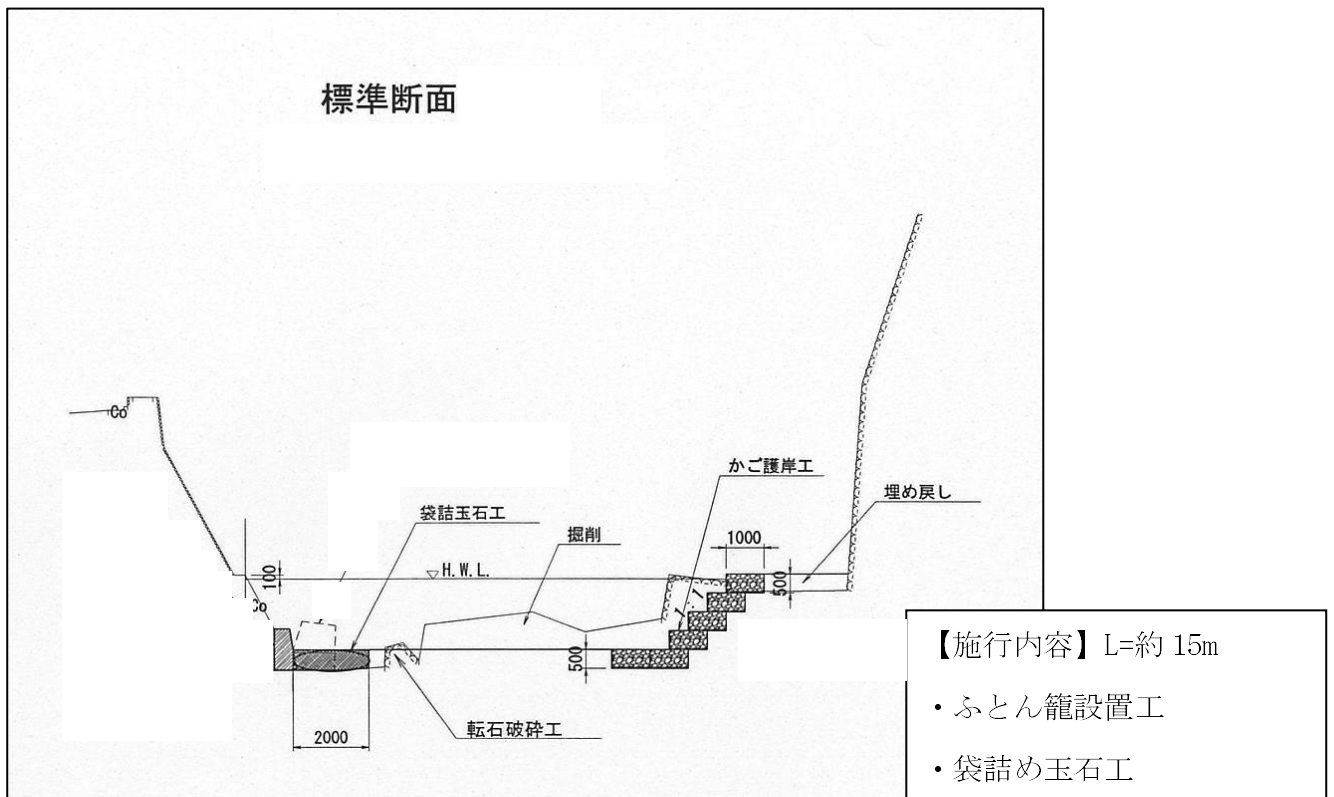 標準断面
Co
かご護岸工
埋め戻し
袋詰玉石工
掘削
1000
100
H.W.L.
500
Co
1:1
500
2000
転石破砕工
【施行内容】L=約 15m
・ふとん籠設置工
・袋詰め玉石工